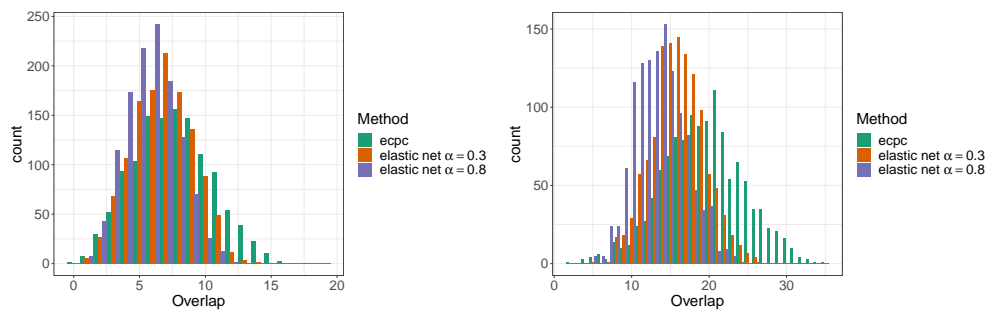 250
200
150
100
50
0
count
0
5
10
15
20
Overlap
Method
ecpc
elastic net α = 0.3
elastic net α = 0.8
150
100
50
0
count
0
10
20
30
Overlap
Method
ecpc
elastic net α = 0.3
elastic net α = 0.8